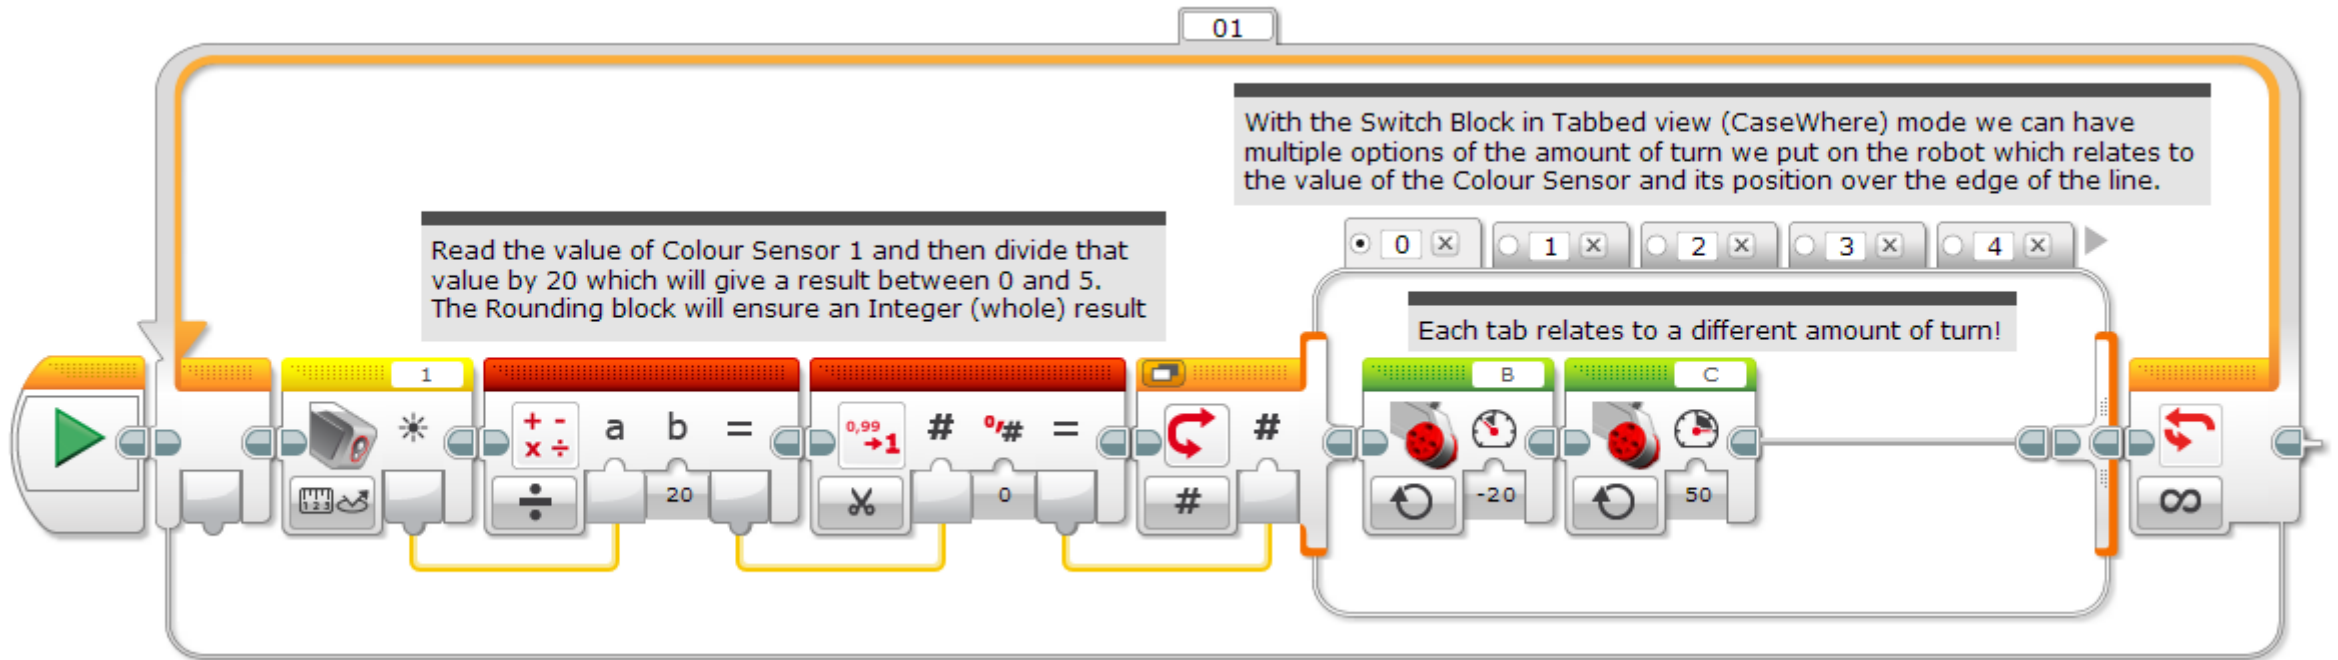 01
With the Switch Block in Tabbed view (CaseWhere) mode we can have
multiple options of the amount of turn we put on the robot which relates to
the value of the Colour Sensor and its position over the edge of the line.
Read the value of Colour Sensor 1 and then divide that
value by 20 which will give a result between 0 and 5.
The Rounding block will ensure an Integer (whole) result
0 1 2 3 4
Each tab relates to a different amount of turn!
1 B C
+ - x ÷ a b = 0,99 →1 # 0/# = #
123 ÷ 20 0 # -20 50 ∞